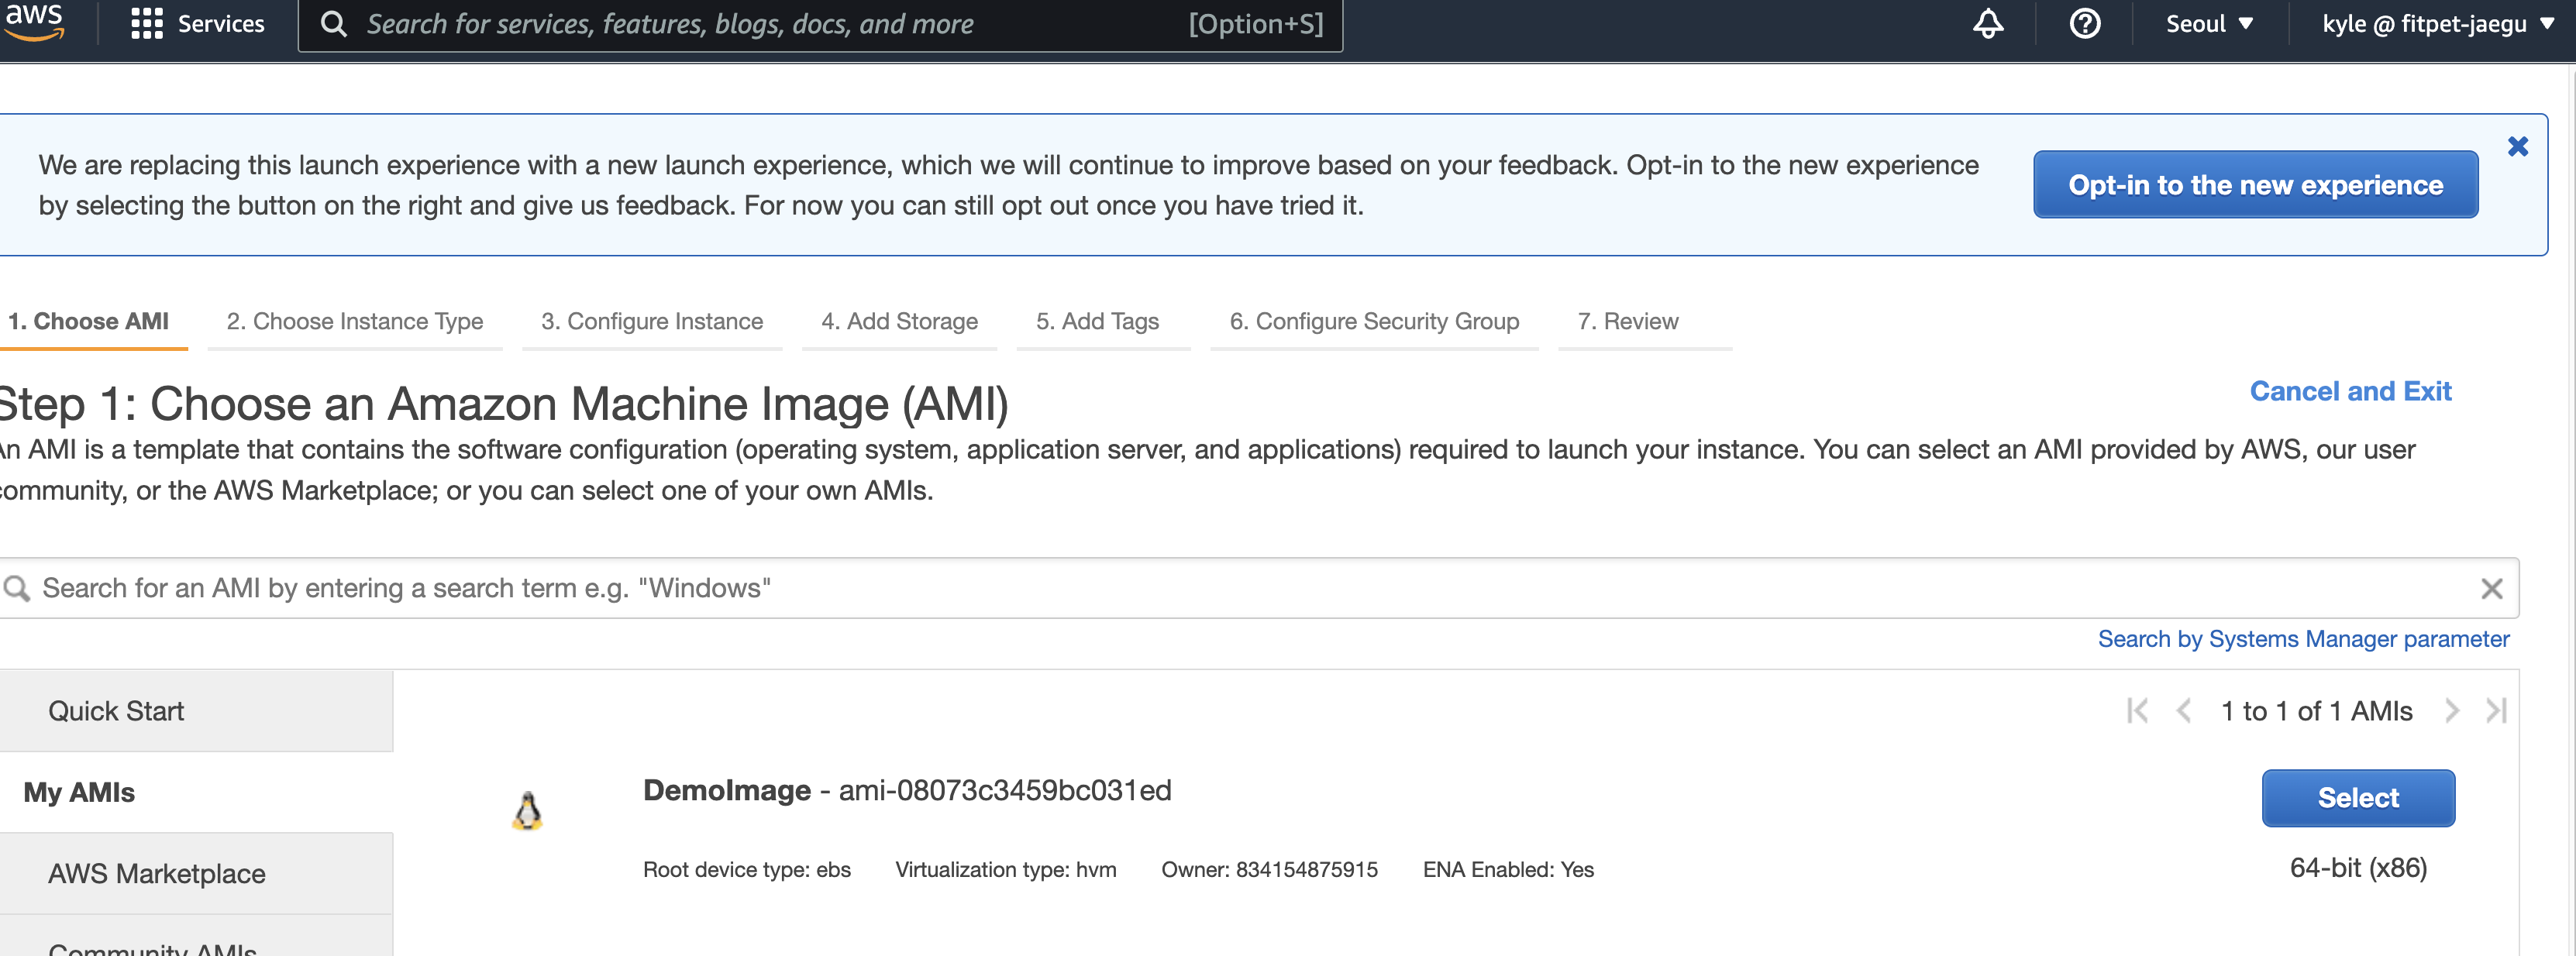 aws Services Search for services, features, blogs, docs, and more [Option+S] Seoul ▼ kyle @ fitpet-jaegu ▼
We are replacing this launch experience with a new launch experience, which we will continue to improve based on your feedback. Opt-in to the new experience
by selecting the button on the right and give us feedback. For now you can still opt out once you have tried it.
Opt-in to the new experience
1. Choose AMI 2. Choose Instance Type 3. Configure Instance 4. Add Storage 5. Add Tags 6. Configure Security Group 7. Review
Step 1: Choose an Amazon Machine Image (AMI)
Cancel and Exit
An AMI is a template that contains the software configuration (operating system, application server, and applications) required to launch your instance. You can select an AMI provided by AWS, our user
community, or the AWS Marketplace; or you can select one of your own AMIs.
Search for an AMI by entering a search term e.g. "Windows"
Search by Systems Manager parameter
Quick Start
1 to 1 of 1 AMIs
My AMIs
DemoImage - ami-08073c3459bc031ed
Select
Root device type: ebs Virtualization type: hvm Owner: 834154875915 ENA Enabled: Yes
64-bit (x86)
AWS Marketplace
Community AMIs